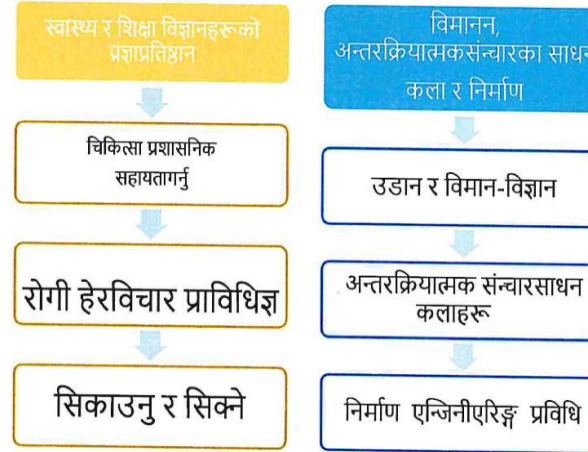 स्वास्थ्य र शिक्षा विज्ञानहरूको
प्रज्ञाप्रतिष्ठान
चिकित्सा प्रशासनिक
सहायतागर्नु
रोगी हेरविचार प्राविधिज्ञ
सिकाउनु र सिक्ने
विमानन,
अन्तरक्रियात्मकसंन्चारका साधन
कला र निर्माण
उडान र विमान-विज्ञान
अन्तरक्रियात्मक संन्चारसाधन
कलाहरू
निर्माण एन्जिनीएरिङ्ग प्रविधि